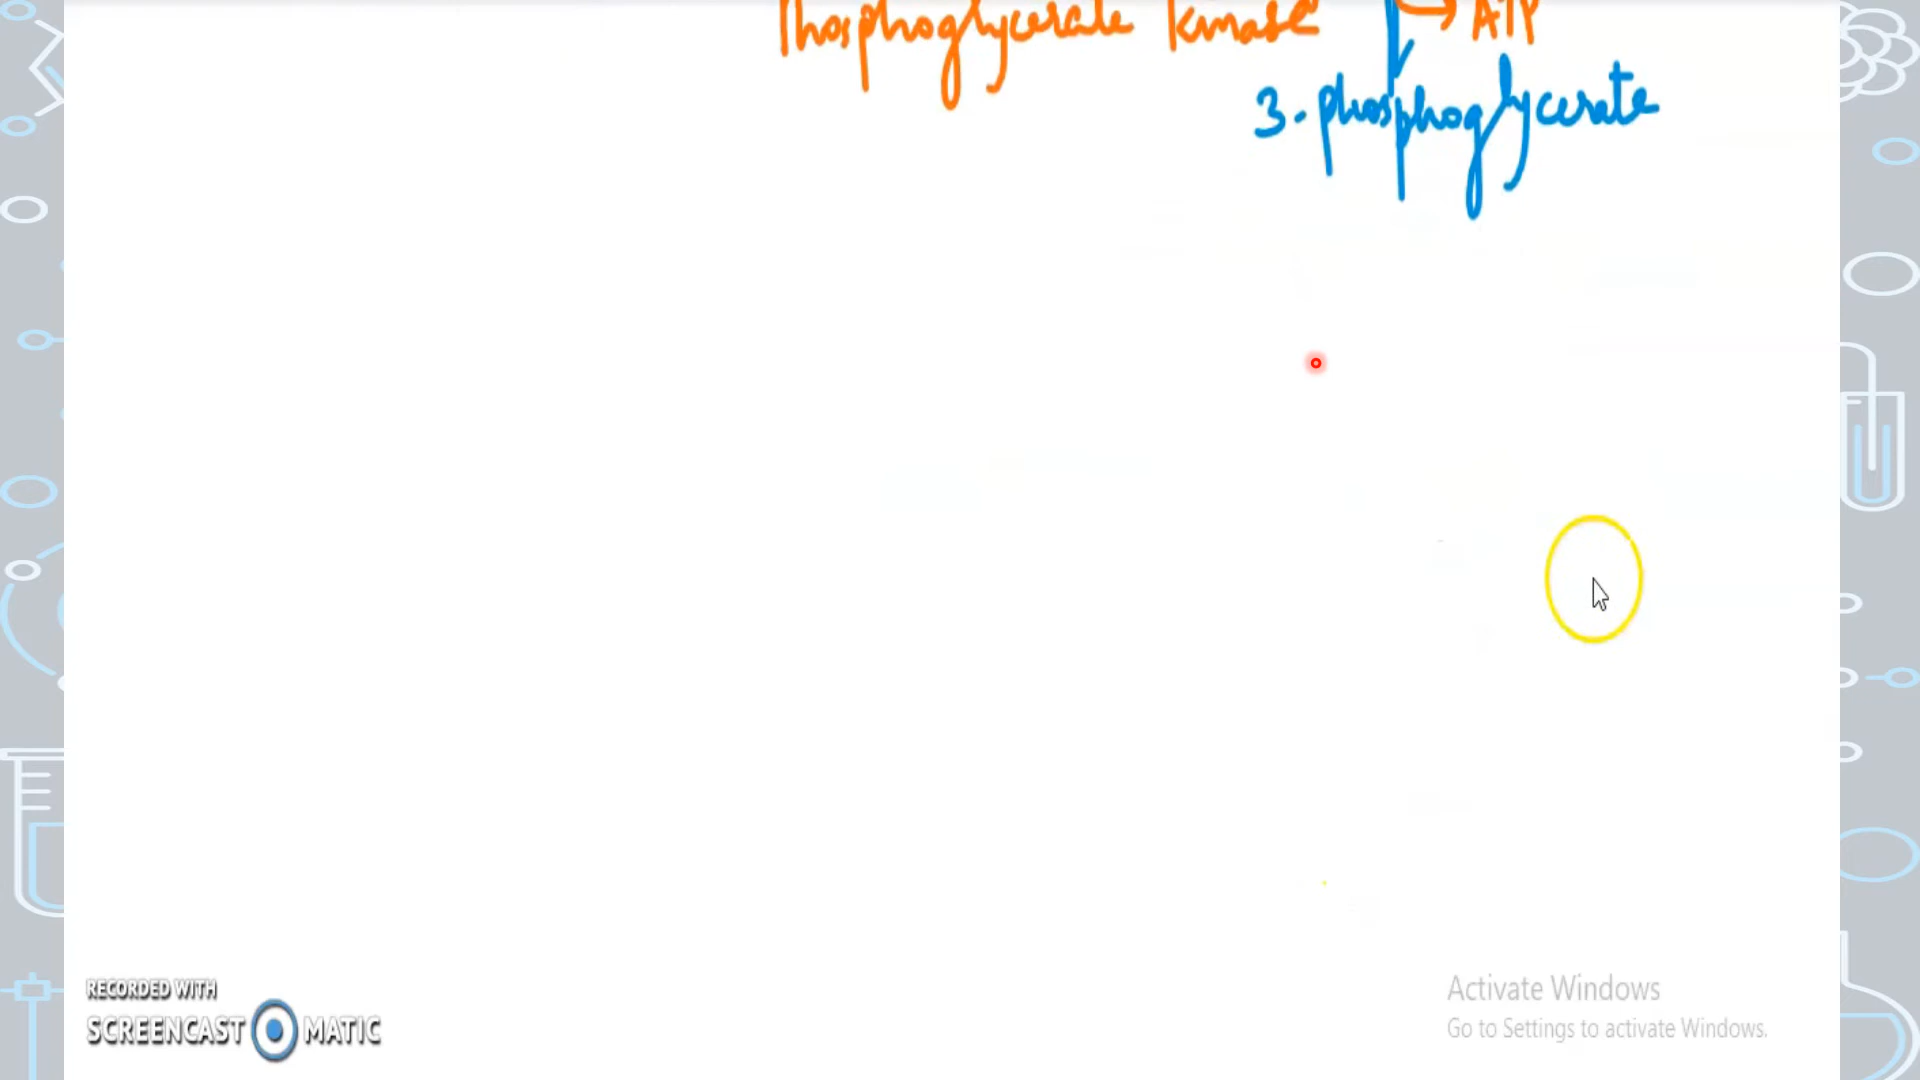 Phosphoglycerate kinase ATP
3-phosphoglycerate
RECORDED WITH
SCREENCAST MATIC
Activate Windows
Go to Settings to activate Windows.